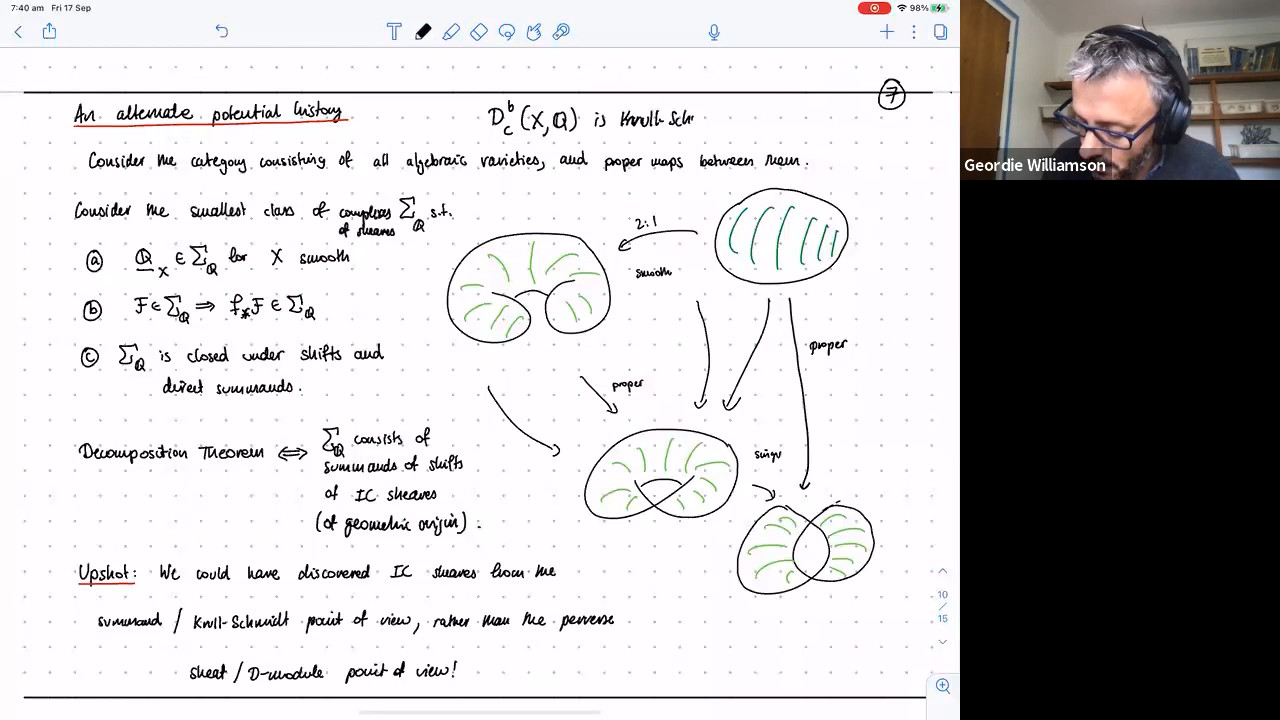 7:40 am Fri 17 Sep
98%
7
An alternate potential history
D^b_c(X, ℚ) is Krull-Schm
Consider the category consisting of all algebraic varieties, and proper maps between them.
Consider the smallest class of complexes of sheaves Σ_ℚ s.t.
(a) ℚ_X ∈ Σ_ℚ for X smooth
(b) F ∈ Σ_ℚ ⇒ f_*F ∈ Σ_ℚ
(c) Σ_ℚ is closed under shifts and
direct summands.
2:1
smooth
proper
proper
singu
Decomposition Theorem ⟺ Σ_ℚ consists of
summands of shifts
of IC sheaves
(of geometric origin).
Upshot: We could have discovered IC sheaves from the
summand / Krull-Schmidt point of view, rather than the perverse
sheaf / D-module point of view!
10
/
15
Geordie Williamson